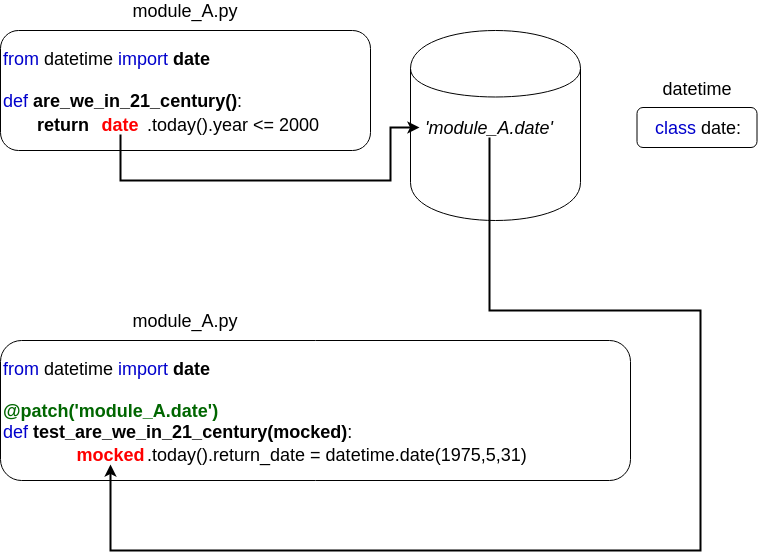 module_A.py
from datetime import date
def are_we_in_21_century():
return date .today().year <= 2000
'module_A.date'
datetime
class date:
module_A.py
from datetime import date
@patch('module_A.date')
def test_are_we_in_21_century(mocked):
mocked.today().return_date = datetime.date(1975,5,31)